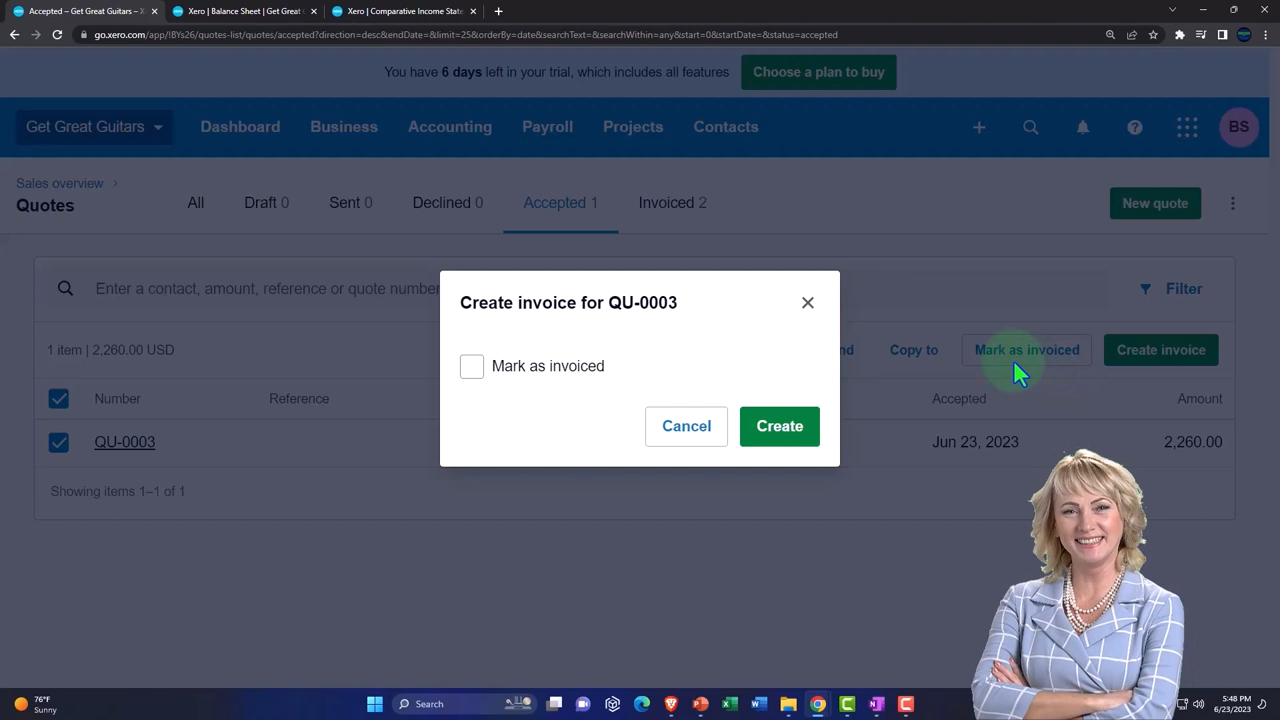 Accepted – Get Great Guitars – X
Xero | Balance Sheet | Get Great G
Xero | Comparative Income State
go.xero.com/app/!8Ys26/quotes-list/quotes/accepted?direction=desc&endDate=&limit=25&orderBy=date&searchText=&searchWithin=any&start=0&startDate=&status=accepted
You have 6 days left in your trial, which includes all features
Choose a plan to buy
Get Great Guitars
Dashboard
Business
Accounting
Payroll
Projects
Contacts
BS
Sales overview
Quotes
All
Draft 0
Sent 0
Declined 0
Accepted 1
Invoiced 2
New quote
Enter a contact, amount, reference or quote number
Filter
Create invoice for QU-0003
Mark as invoiced
Cancel
Create
1 item | 2,260.00 USD
nd
Copy to
Mark as invoiced
Create invoice
Number
Reference
Accepted
Amount
QU-0003
Jun 23, 2023
2,260.00
Showing items 1–1 of 1
76°F
Sunny
Search
5:48 PM
6/23/2023